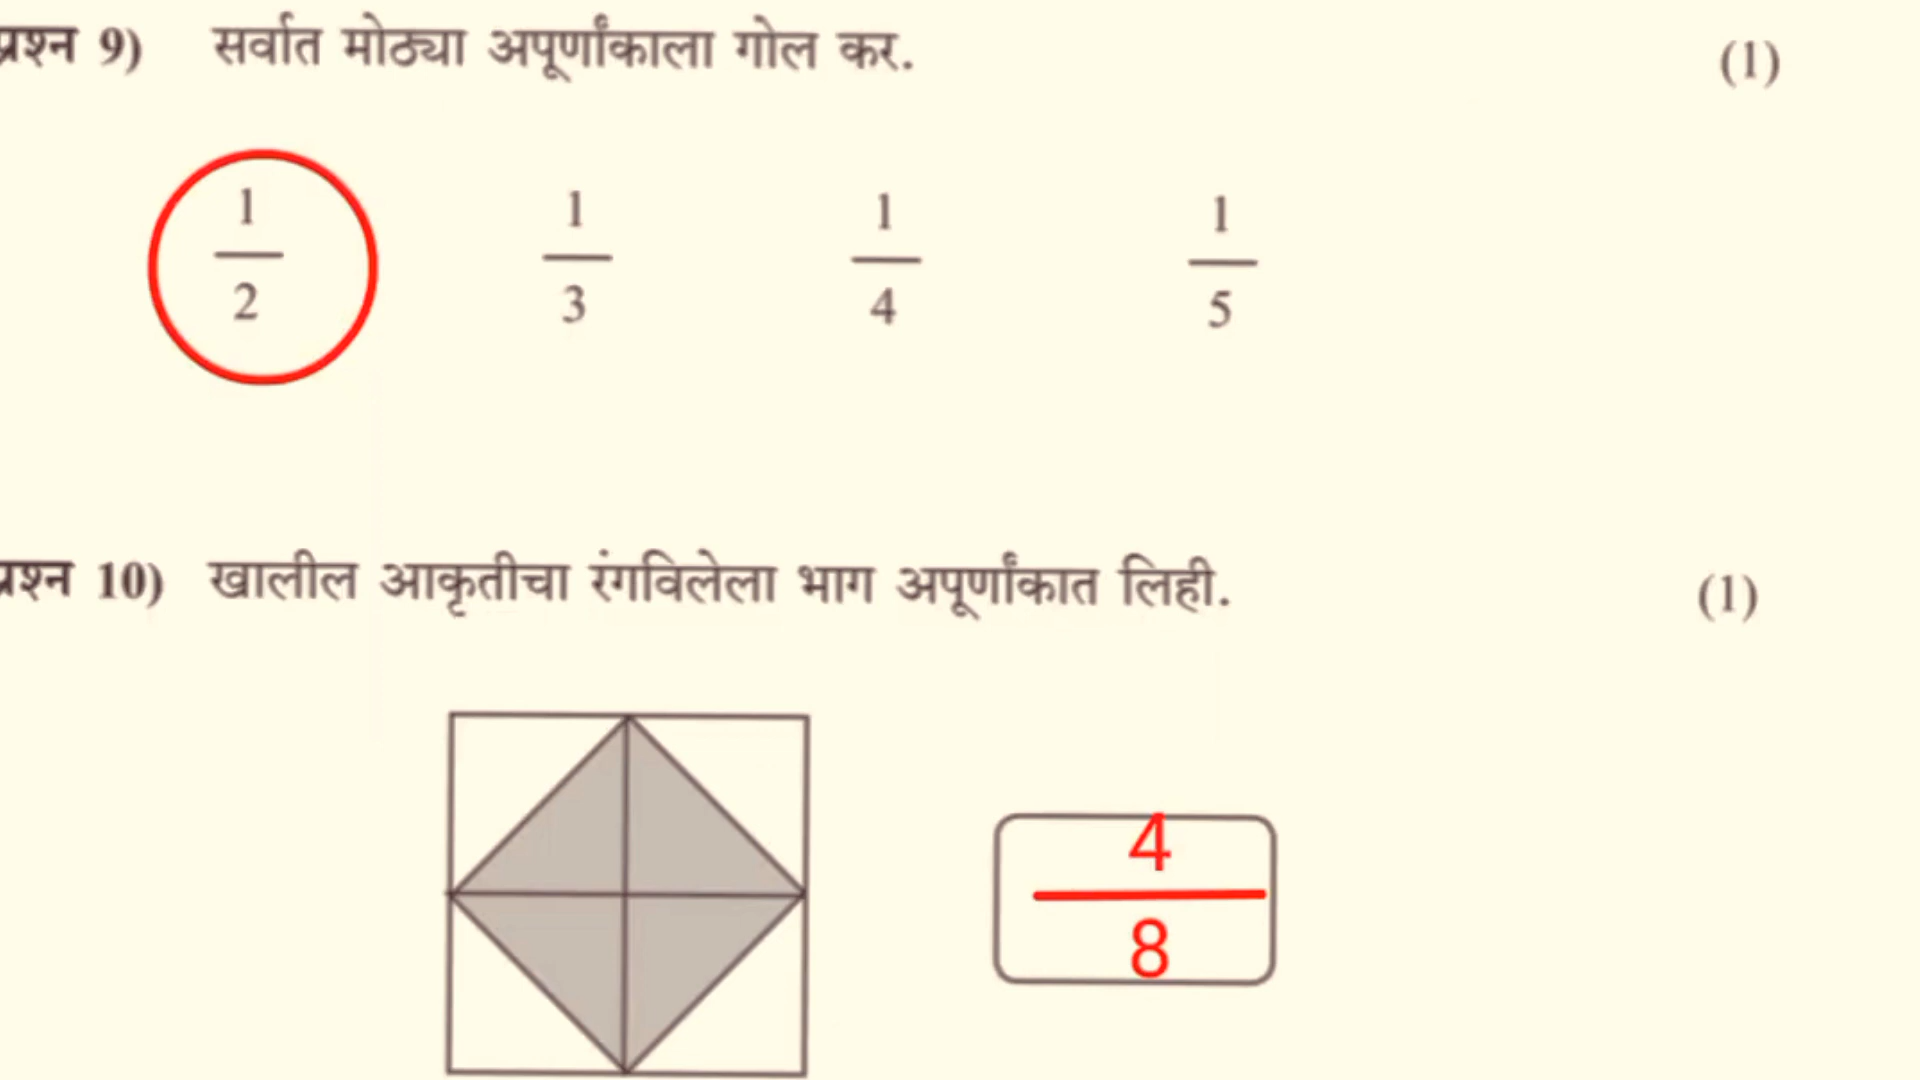 प्रश्न 9) सर्वात मोठ्या अपूर्णांकाला गोल कर. (1)
1/2 1/3 1/4 1/5
प्रश्न 10) खालील आकृतीचा रंगविलेला भाग अपूर्णांकात लिही. (1)
4/8